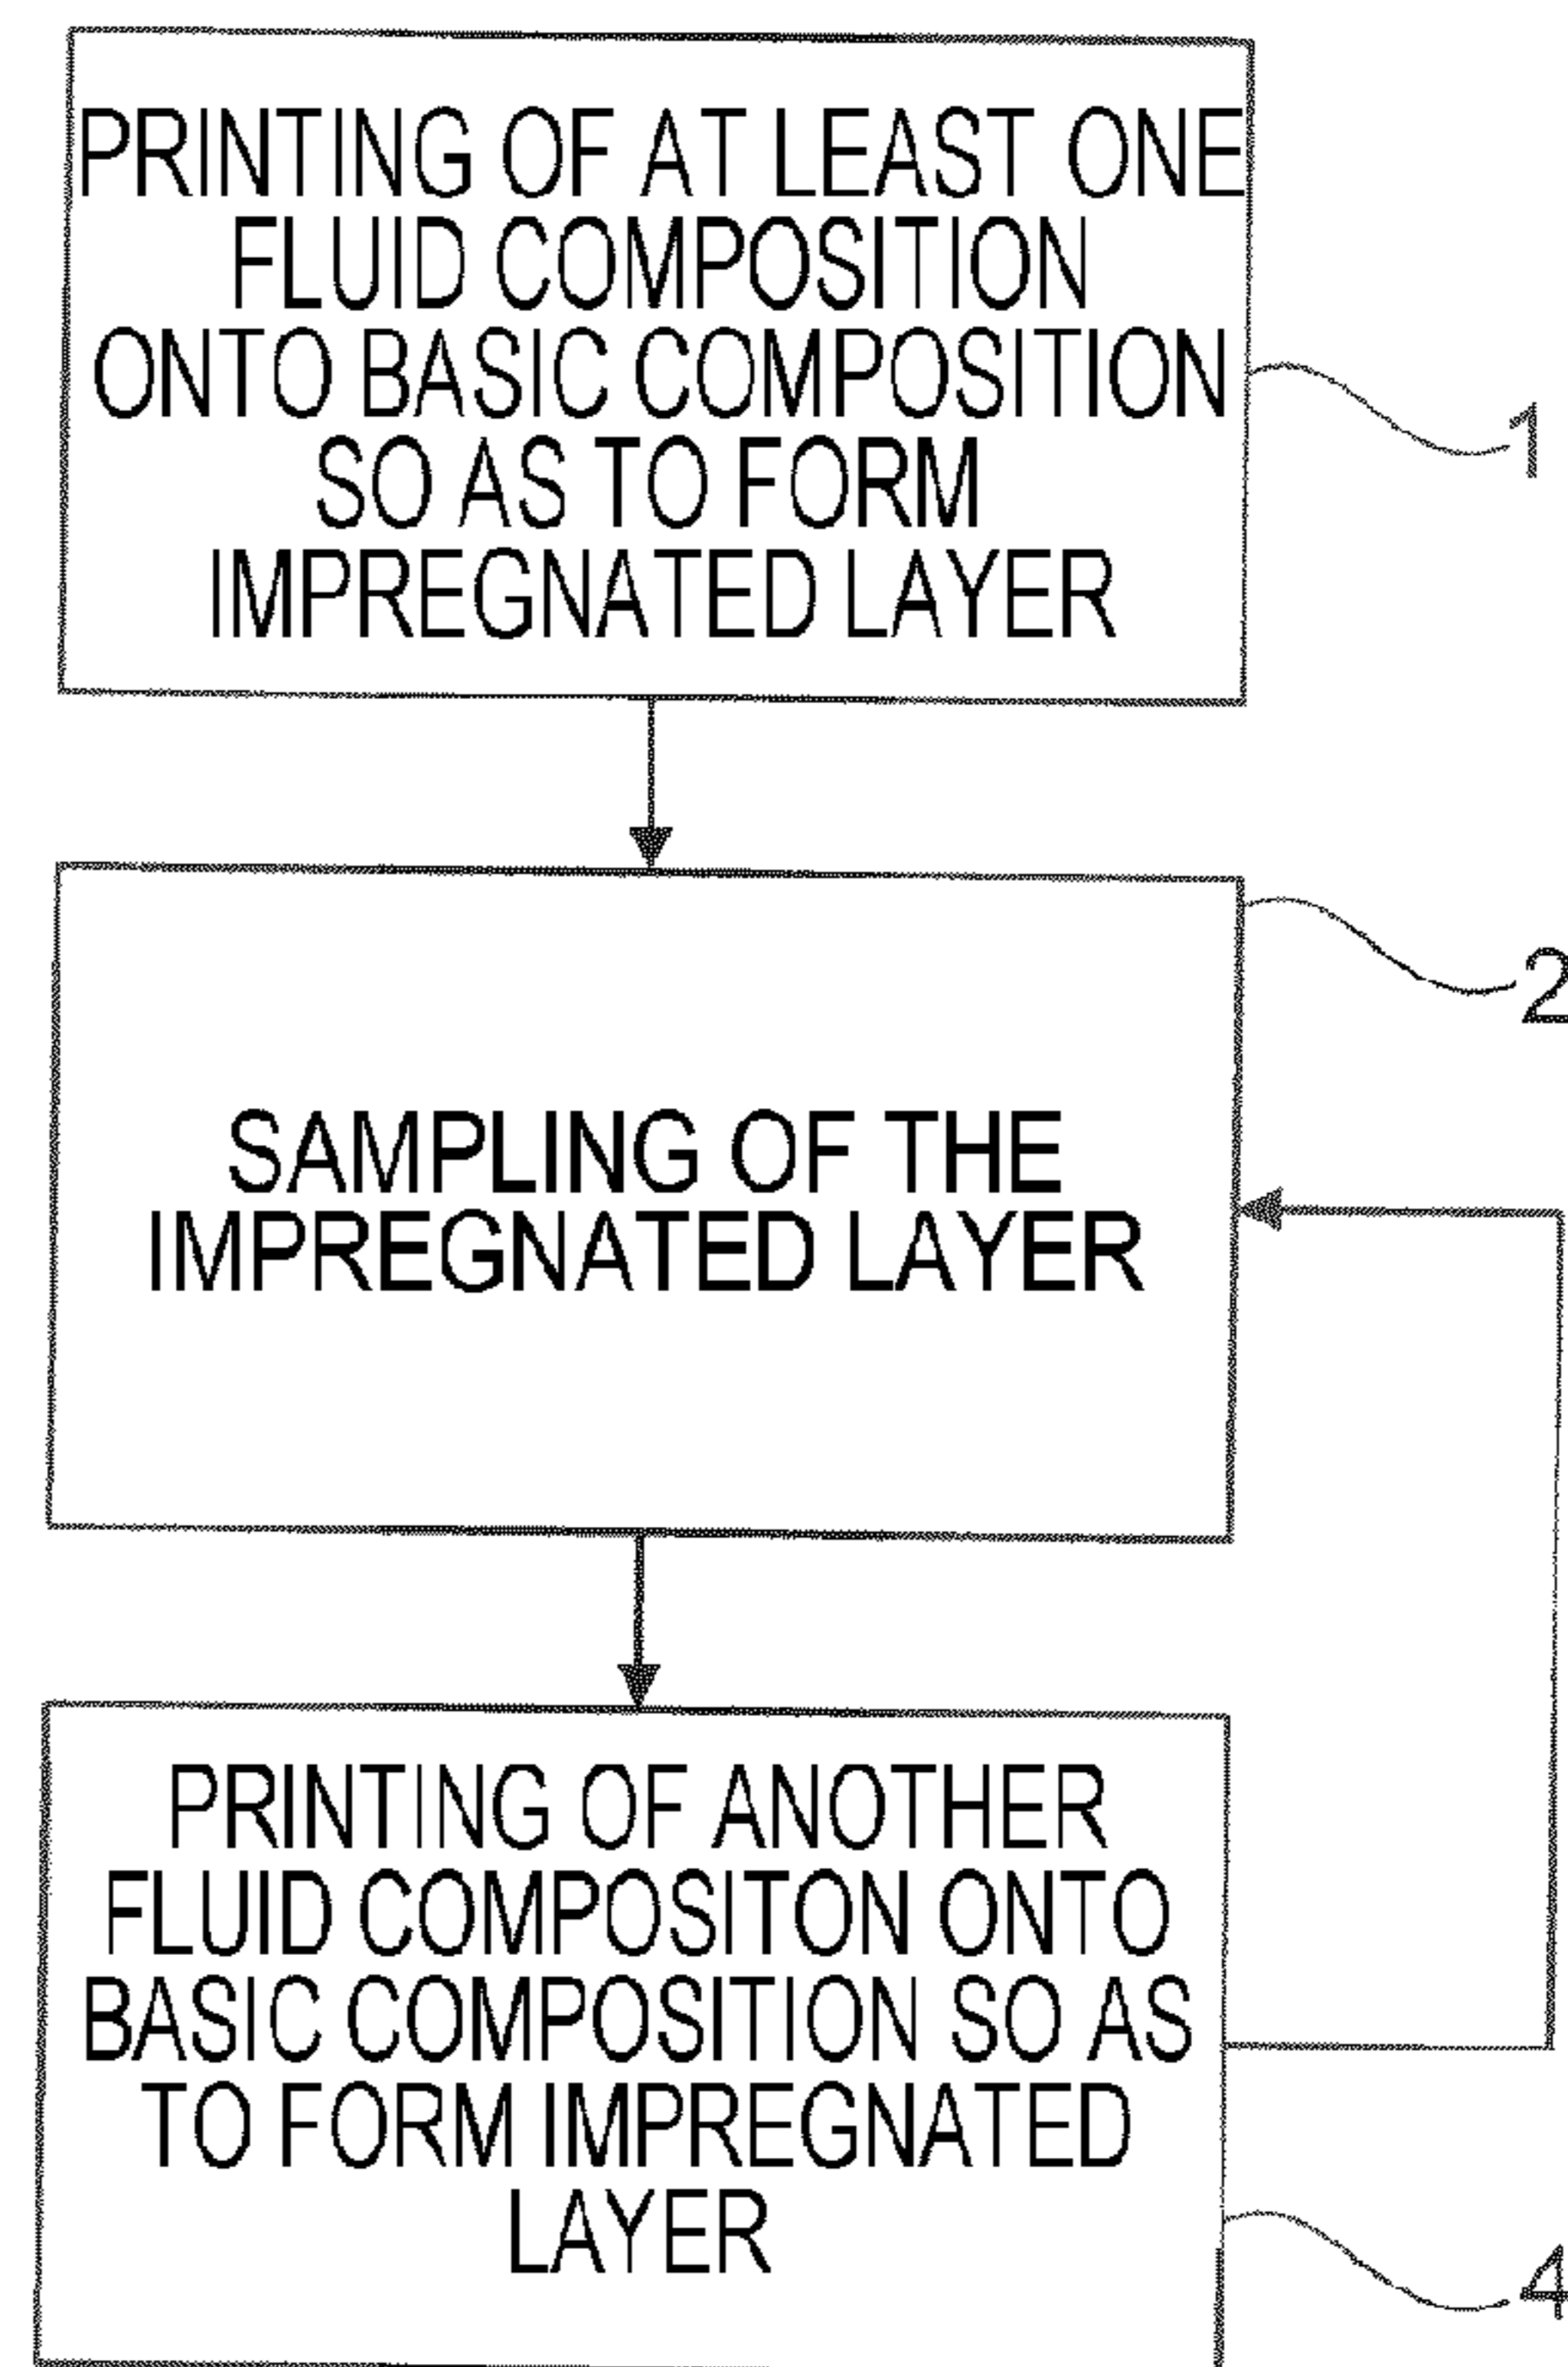 PRINTING OF AT LEAST ONE
FLUID COMPOSITION
ONTO BASIC COMPOSITION
SO AS TO FORM
IMPREGNATED LAYER
1
2
SAMPLING OF THE
IMPREGNATED LAYER
PRINTING OF ANOTHER
FLUID COMPOSITON ONTO
BASIC COMPOSITION SO AS
TO FORM IMPREGNATED
LAYER
4